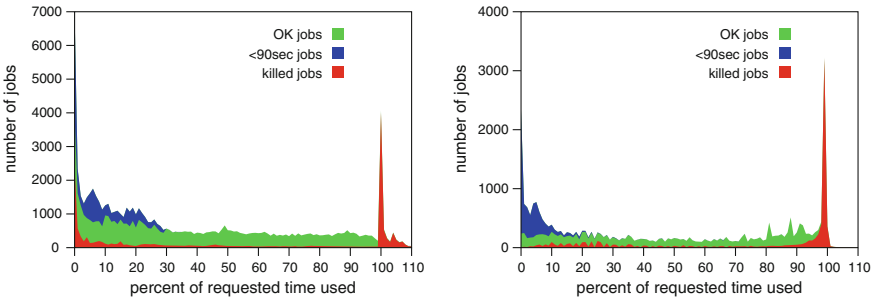 7000
6000
5000
4000
3000
2000
1000
0
number of jobs
OK jobs
<90sec jobs
killed jobs
0 10 20 30 40 50 60 70 80 90 100 110
percent of requested time used
4000
3000
2000
1000
0
number of jobs
OK jobs
<90sec jobs
killed jobs
0 10 20 30 40 50 60 70 80 90 100 110
percent of requested time used